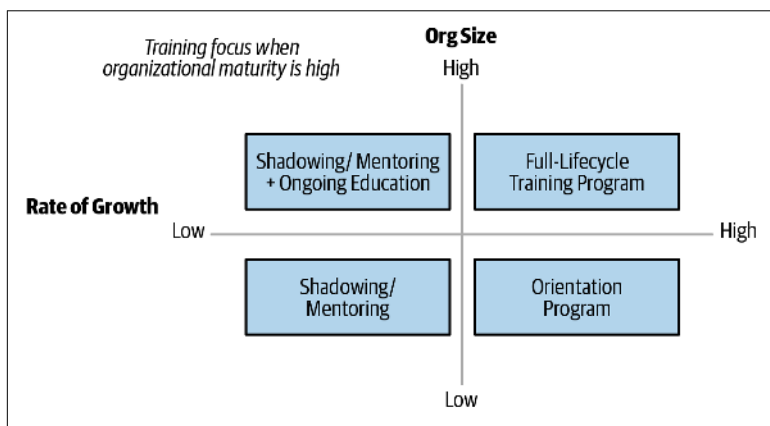 Training focus when
organizational maturity is high
Org Size
High
Shadowing/ Mentoring
+ Ongoing Education
Full-Lifecycle
Training Program
Rate of Growth
Low
High
Shadowing/
Mentoring
Orientation
Program
Low